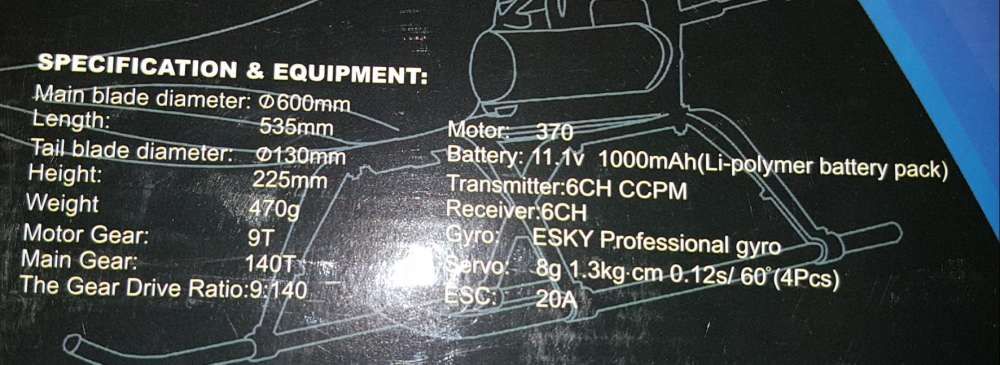 SPECIFICATION & EQUIPMENT:
Main blade diameter: Φ600mm
Length: 535mm
Tail blade diameter: Φ130mm
Height: 225mm
Weight 470g
Motor Gear: 9T
Main Gear: 140T
The Gear Drive Ratio:9:140
Motor: 370
Battery: 11.1v 1000mAh(Li-polymer battery pack)
Transmitter:6CH CCPM
Receiver:6CH
Gyro: ESKY Professional gyro
Servo: 8g 1.3kg·cm 0.12s/ 60°(4Pcs)
ESC: 20A